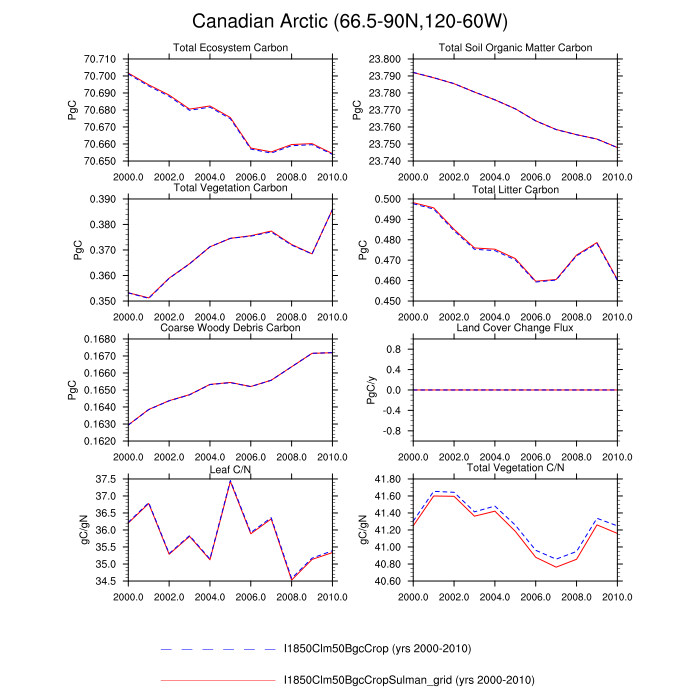 Canadian Arctic (66.5-90N,120-60W)
Total Ecosystem Carbon
PgC
70.710
70.700
70.690
70.680
70.670
70.660
70.650
2000.0 2002.0 2004.0 2006.0 2008.0 2010.0
Total Soil Organic Matter Carbon
PgC
23.800
23.790
23.780
23.770
23.760
23.750
23.740
2000.0 2002.0 2004.0 2006.0 2008.0 2010.0
Total Vegetation Carbon
PgC
0.390
0.380
0.370
0.360
0.350
2000.0 2002.0 2004.0 2006.0 2008.0 2010.0
Total Litter Carbon
PgC
0.500
0.490
0.480
0.470
0.460
0.450
2000.0 2002.0 2004.0 2006.0 2008.0 2010.0
Coarse Woody Debris Carbon
PgC
0.1680
0.1670
0.1660
0.1650
0.1640
0.1630
0.1620
2000.0 2002.0 2004.0 2006.0 2008.0 2010.0
Land Cover Change Flux
PgC/y
0.8
0.4
0.0
-0.4
-0.8
2000.0 2002.0 2004.0 2006.0 2008.0 2010.0
Leaf C/N
gC/gN
37.5
37.0
36.5
36.0
35.5
35.0
34.5
2000.0 2002.0 2004.0 2006.0 2008.0 2010.0
Total Vegetation C/N
gC/gN
41.80
41.60
41.40
41.20
41.00
40.80
40.60
2000.0 2002.0 2004.0 2006.0 2008.0 2010.0
I1850Clm50BgcCrop (yrs 2000-2010)
I1850Clm50BgcCropSulman_grid (yrs 2000-2010)